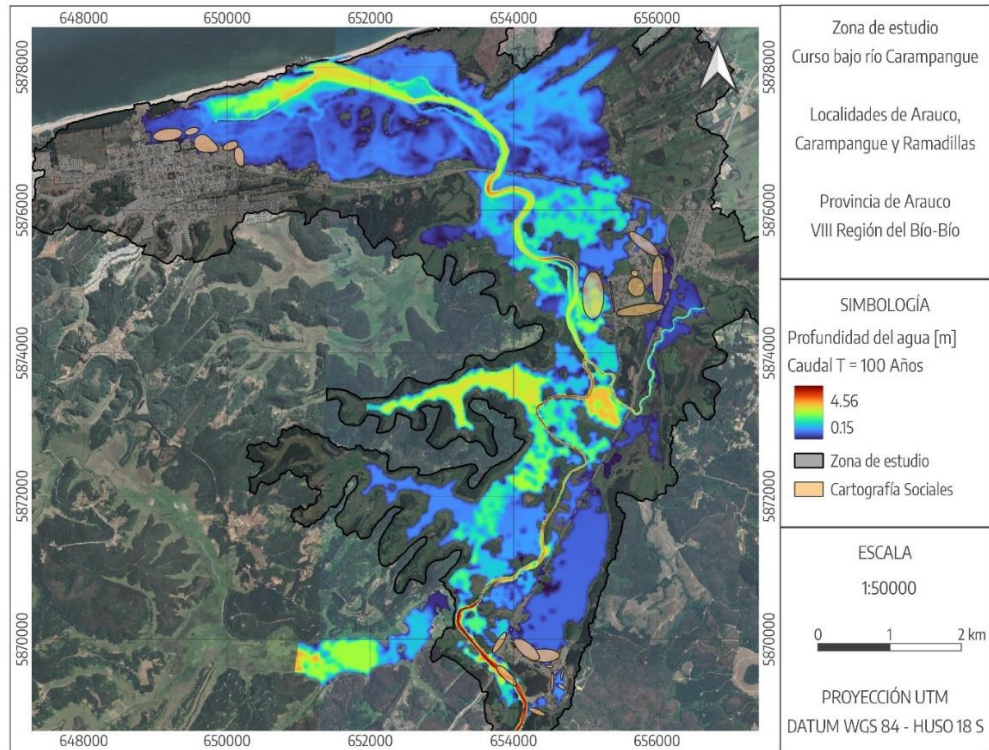 648000 650000 652000 654000 656000
5878000 5878000
5876000 5876000
5874000 5874000
5872000 5872000
5870000 5870000
648000 650000 652000 654000 656000
Zona de estudio
Curso bajo río Carampangue
Localidades de Arauco,
Carampangue y Ramadillas
Provincia de Arauco
VIII Región del Bío-Bío
SIMBOLOGÍA
Profundidad del agua [m]
Caudal T = 100 Años
4.56
0.15
Zona de estudio
Cartografía Sociales
ESCALA
1:50000
0 1 2 km
PROYECCIÓN UTM
DATUM WGS 84 - HUSO 18 S